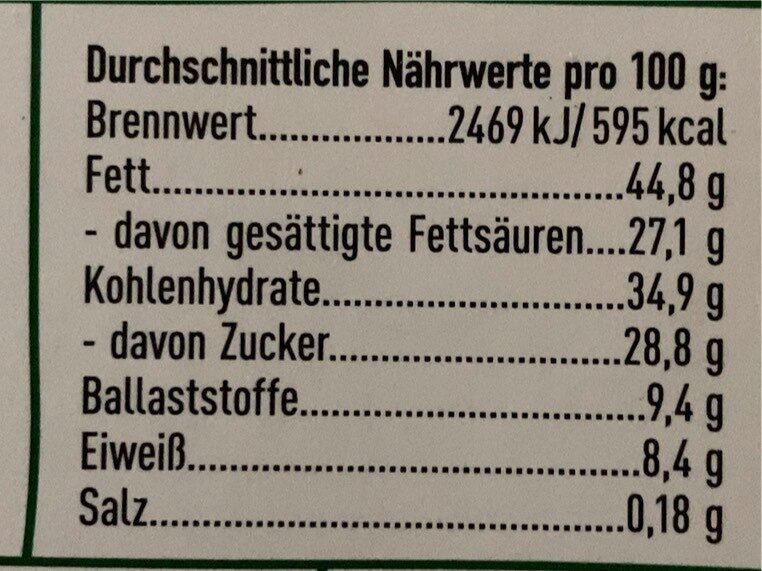 Durchschnittliche Nährwerte pro 100 g:
Brennwert..................2469 kJ/ 595 kcal
Fett..............................................44,8 g
- davon gesättigte Fettsäuren....27,1 g
Kohlenhydrate..............................34,9 g
- davon Zucker.............................28,8 g
Ballaststoffe..................................9,4 g
Eiweiß.............................................8,4 g
Salz...............................................0,18 g